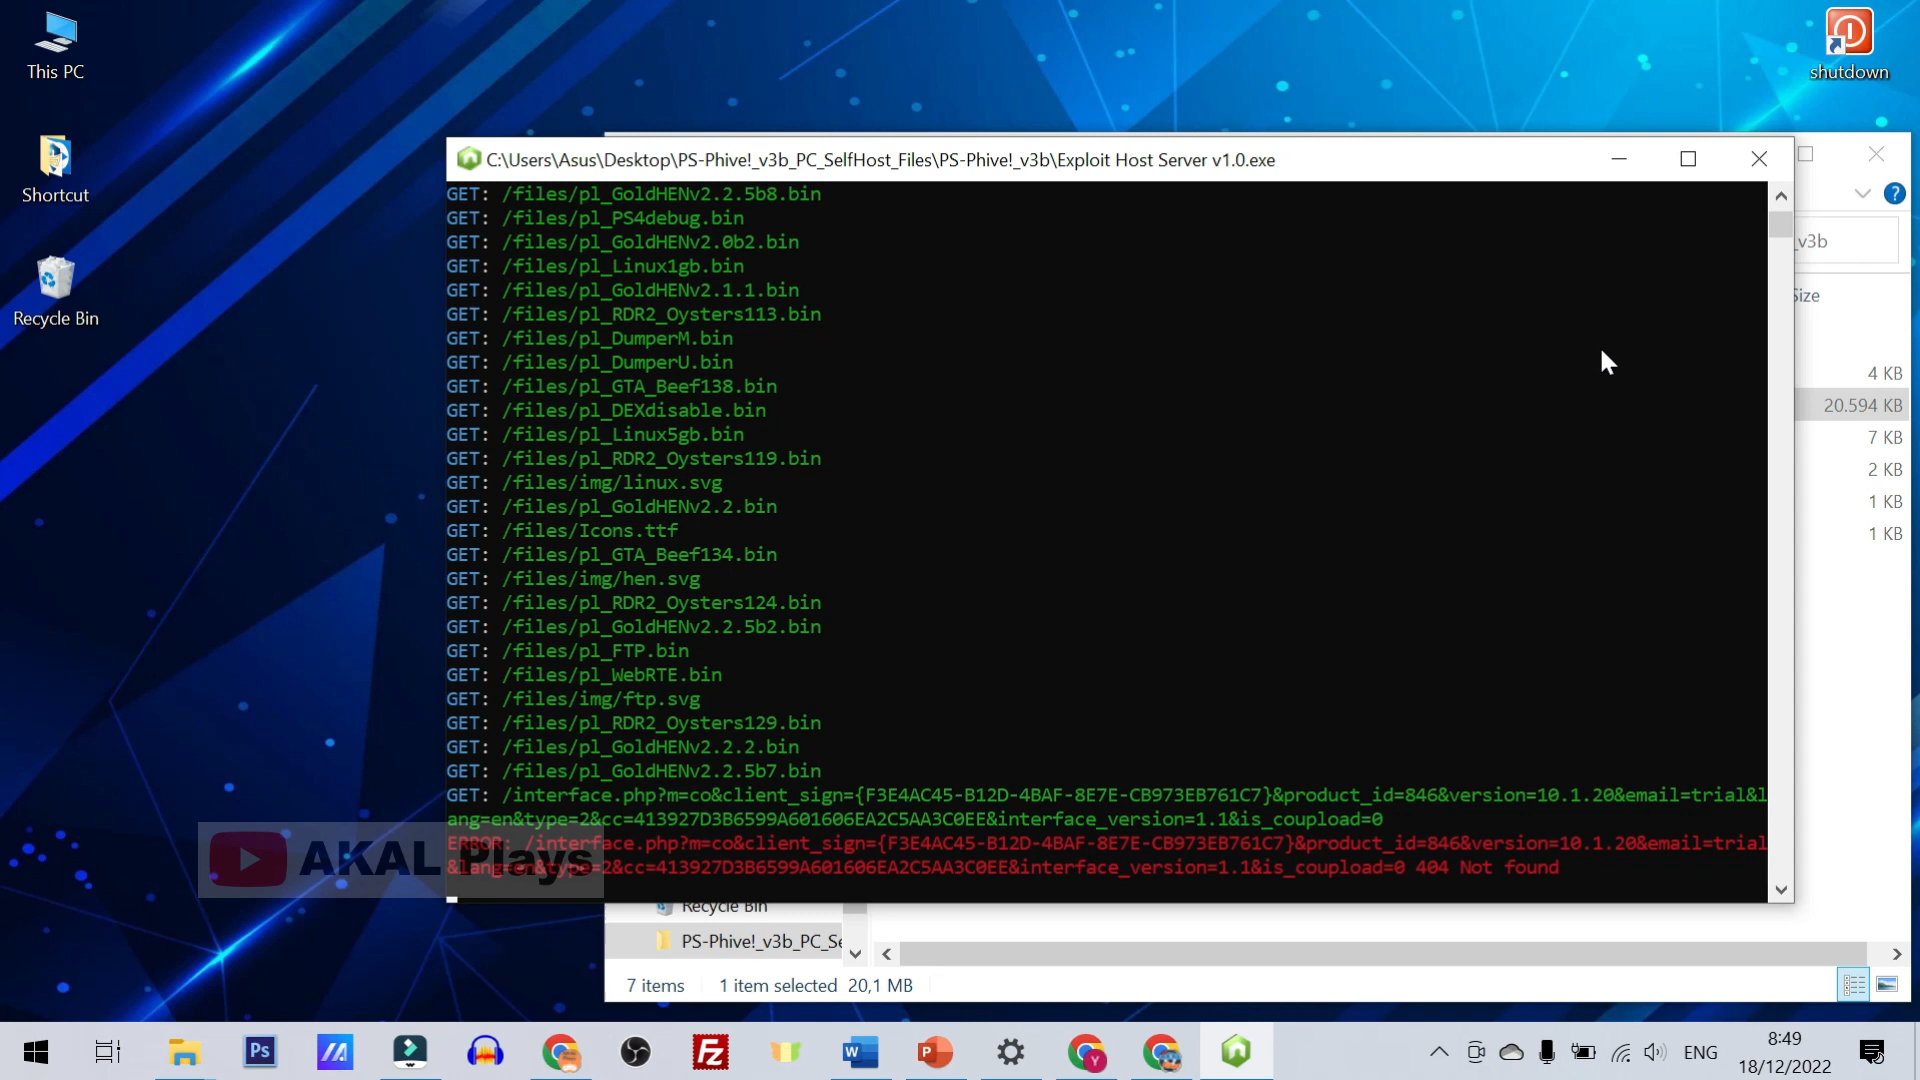 This PC
Shortcut
Recycle Bin
shutdown
C:\Users\Asus\Desktop\PS-Phive!_v3b_PC_SelfHost_Files\PS-Phive!_v3b\Exploit Host Server v1.0.exe
GET: /files/pl_GoldHENv2.2.5b8.bin
GET: /files/pl_PS4debug.bin
GET: /files/pl_GoldHENv2.0b2.bin
GET: /files/pl_Linux1gb.bin
GET: /files/pl_GoldHENv2.1.1.bin
GET: /files/pl_RDR2_Oysters113.bin
GET: /files/pl_DumperM.bin
GET: /files/pl_DumperU.bin
GET: /files/pl_GTA_Beef138.bin
GET: /files/pl_DEXdisable.bin
GET: /files/pl_Linux5gb.bin
GET: /files/pl_RDR2_Oysters119.bin
GET: /files/img/linux.svg
GET: /files/pl_GoldHENv2.2.bin
GET: /files/Icons.ttf
GET: /files/pl_GTA_Beef134.bin
GET: /files/img/hen.svg
GET: /files/pl_RDR2_Oysters124.bin
GET: /files/pl_GoldHENv2.2.5b2.bin
GET: /files/pl_FTP.bin
GET: /files/pl_WebRTE.bin
GET: /files/img/ftp.svg
GET: /files/pl_RDR2_Oysters129.bin
GET: /files/pl_GoldHENv2.2.2.bin
GET: /files/pl_GoldHENv2.2.5b7.bin
GET: /interface.php?m=co&client_sign={F3E4AC45-B12D-4BAF-8E7E-CB973EB761C7}&product_id=846&version=10.1.20&email=trial&l
ang=en&type=2&cc=413927D3B6599A601606EA2C5AA3C0EE&interface_version=1.1&is_coupload=0
ERROR: /interface.php?m=co&client_sign={F3E4AC45-B12D-4BAF-8E7E-CB973EB761C7}&product_id=846&version=10.1.20&email=trial
&lang=en&type=2&cc=413927D3B6599A601606EA2C5AA3C0EE&interface_version=1.1&is_coupload=0 404 Not found
AKAL Plays
_v3b
Size
4 KB
20.594 KB
7 KB
2 KB
1 KB
1 KB
Recycle Bin
PS-Phive!_v3b_PC_Se
7 items 1 item selected 20,1 MB
Ps
W
P
Y
ENG
8:49
18/12/2022